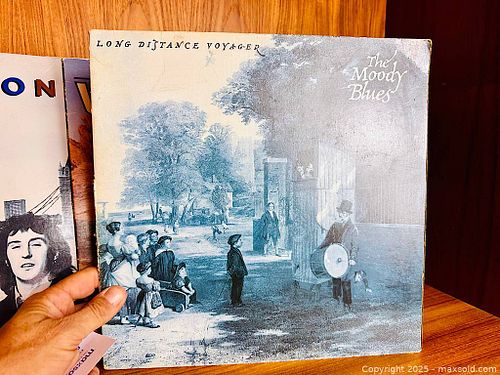 LONG DISTANCE VOYAGER
The
Moody
Blues
ON
Copyright © 2025 - maxsold.com